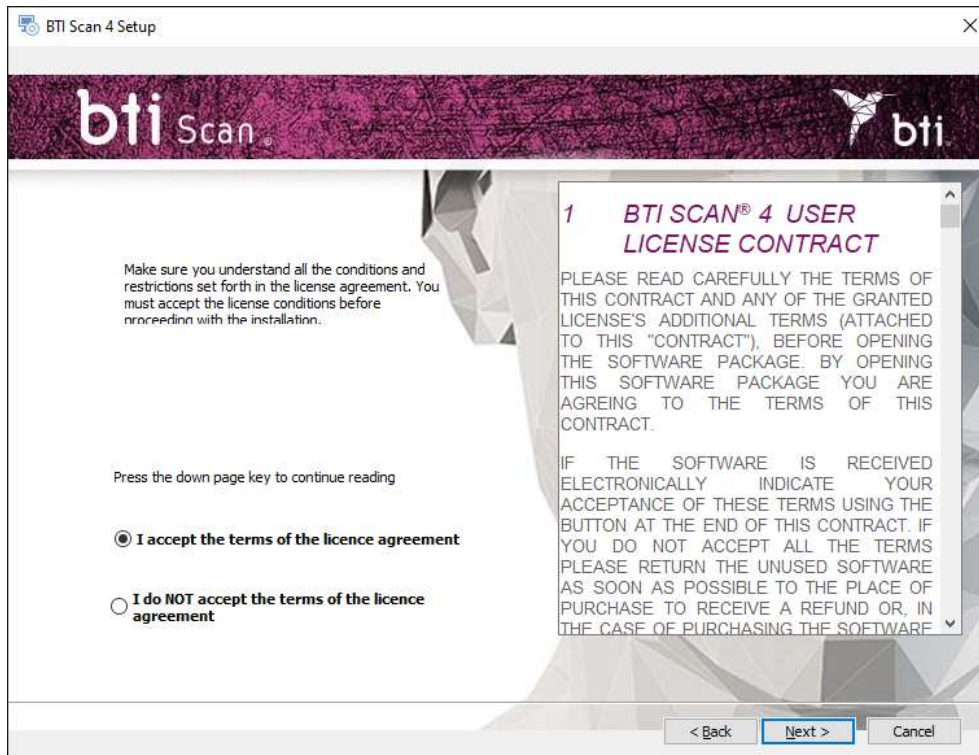 BTI Scan 4 Setup
bti Scan®
bti
Make sure you understand all the conditions and
restrictions set forth in the license agreement. You
must accept the license conditions before
proceeding with the installation.
Press the down page key to continue reading
I accept the terms of the licence agreement
I do NOT accept the terms of the licence
agreement
1 BTI SCAN® 4 USER
LICENSE CONTRACT
PLEASE READ CAREFULLY THE TERMS OF
THIS CONTRACT AND ANY OF THE GRANTED
LICENSE'S ADDITIONAL TERMS (ATTACHED
TO THIS "CONTRACT"), BEFORE OPENING
THE SOFTWARE PACKAGE. BY OPENING
THIS SOFTWARE PACKAGE YOU ARE
AGREING TO THE TERMS OF THIS
CONTRACT.
IF THE SOFTWARE IS RECEIVED
ELECTRONICALLY INDICATE YOUR
ACCEPTANCE OF THESE TERMS USING THE
BUTTON AT THE END OF THIS CONTRACT. IF
YOU DO NOT ACCEPT ALL THE TERMS
PLEASE RETURN THE UNUSED SOFTWARE
AS SOON AS POSSIBLE TO THE PLACE OF
PURCHASE TO RECEIVE A REFUND OR, IN
THE CASE OF PURCHASING THE SOFTWARE
< Back
Next >
Cancel